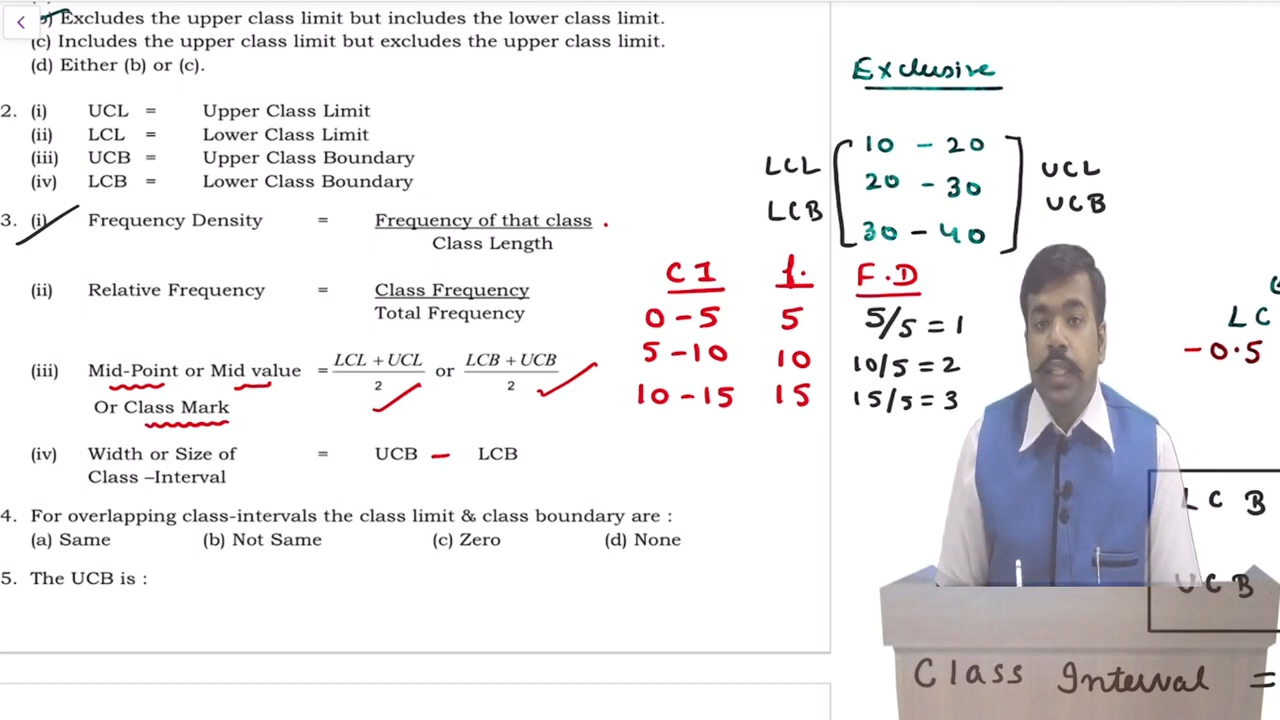 b) Excludes the upper class limit but includes the lower class limit.
(c) Includes the upper class limit but excludes the upper class limit.
(d) Either (b) or (c).
2. (i) UCL = Upper Class Limit
(ii) LCL = Lower Class Limit
(iii) UCB = Upper Class Boundary
(iv) LCB = Lower Class Boundary
3. (i) Frequency Density = Frequency of that class
Class Length
(ii) Relative Frequency = Class Frequency
Total Frequency
(iii) Mid-Point or Mid value = LCL + UCL / 2 or LCB + UCB / 2
Or Class Mark
(iv) Width or Size of = UCB – LCB
Class –Interval
4. For overlapping class-intervals the class limit & class boundary are :
(a) Same (b) Not Same (c) Zero (d) None
5. The UCB is :
Exclusive
10 - 20
20 - 30
30 - 40
LCL
LCB
UCL
UCB
CI f. F.D
0-5 5 5/5 = 1
5-10 10 10/5 = 2
10-15 15 15/5 = 3
LC
-0.5
LCB
UCB
Class Interval =